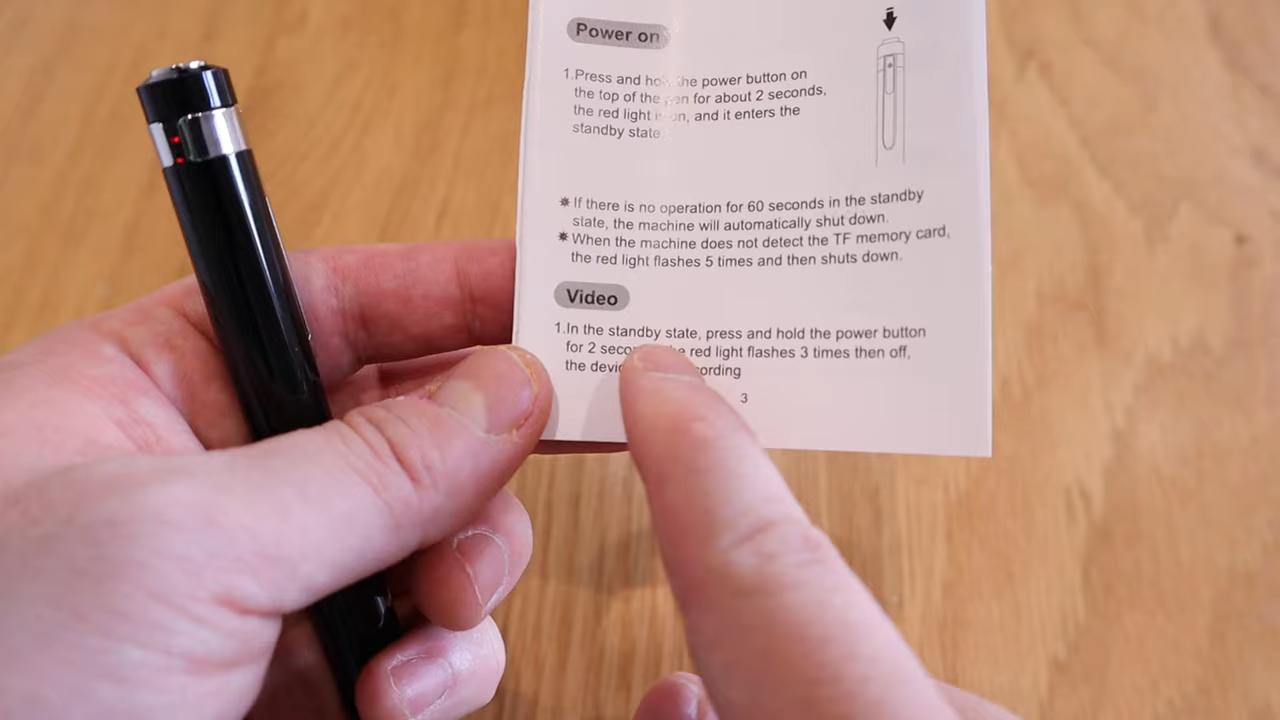 Power on
1.Press and the power button on
the top of the pen for about 2 seconds,
the red light on, and it enters the
standby state
✷ If there is no operation for 60 seconds in the standby
state, the machine will automatically shut down.
✷ When the machine does not detect the TF memory card,
the red light flashes 5 times and then shuts down.
Video
1.In the standby state, press and hold the power button
for 2 red light flashes 3 times then off,
the
3